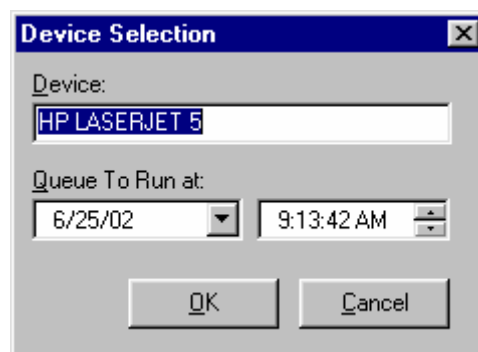 Device Selection
Device:
HP LASERJET 5
Queue To Run at:
6/25/02 9:13:42 AM
OK Cancel